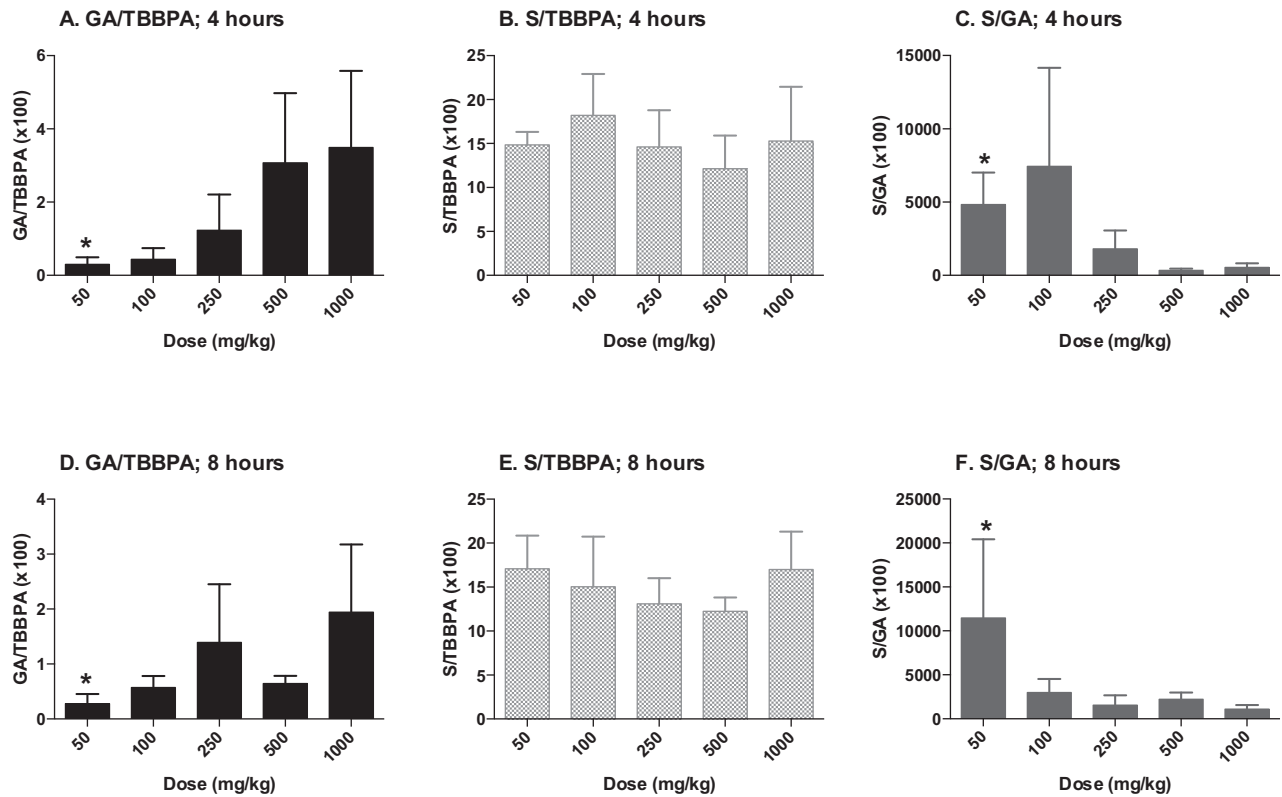 A. GA/TBBPA; 4 hours
GA/TBBPA (x100)
6
4
2
0
*
50 100 250 500 1000
Dose (mg/kg)
B. S/TBBPA; 4 hours
S/TBBPA (x100)
25
20
15
10
5
0
50 100 250 500 1000
Dose (mg/kg)
C. S/GA; 4 hours
S/GA (x100)
15000
10000
5000
0
*
50 100 250 500 1000
Dose (mg/kg)
D. GA/TBBPA; 8 hours
GA/TBBPA (x100)
4
3
2
1
0
*
50 100 250 500 1000
Dose (mg/kg)
E. S/TBBPA; 8 hours
S/TBBPA (x100)
25
20
15
10
5
0
50 100 250 500 1000
Dose (mg/kg)
F. S/GA; 8 hours
S/GA (x100)
25000
20000
15000
10000
5000
0
*
50 100 250 500 1000
Dose (mg/kg)